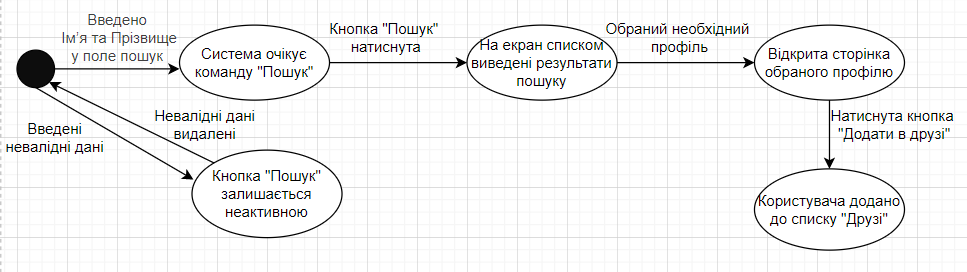 Введено
Ім'я та Прізвище
у поле пошук
Система очікує
команду "Пошук"
Кнопка "Пошук"
натиснута
На екран списком
виведені результати
пошуку
Обраний необхідний
профіль
Відкрита сторінка
обраного профілю
Натиснута кнопка
"Додати в друзі"
Користувача додано
до списку "Друзі"
Невалідні дані
видалені
Введені
невалідні дані
Кнопка "Пошук"
залишається
неактивною